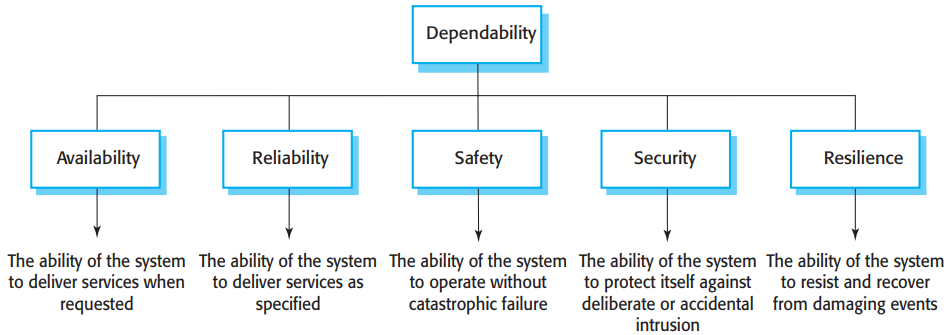 Dependability
Availability
Reliability
Safety
Security
Resilience
The ability of the system
to deliver services when
requested
The ability of the system
to deliver services as
specified
The ability of the system
to operate without
catastrophic failure
The ability of the system
to protect itself against
deliberate or accidental
intrusion
The ability of the system
to resist and recover
from damaging events